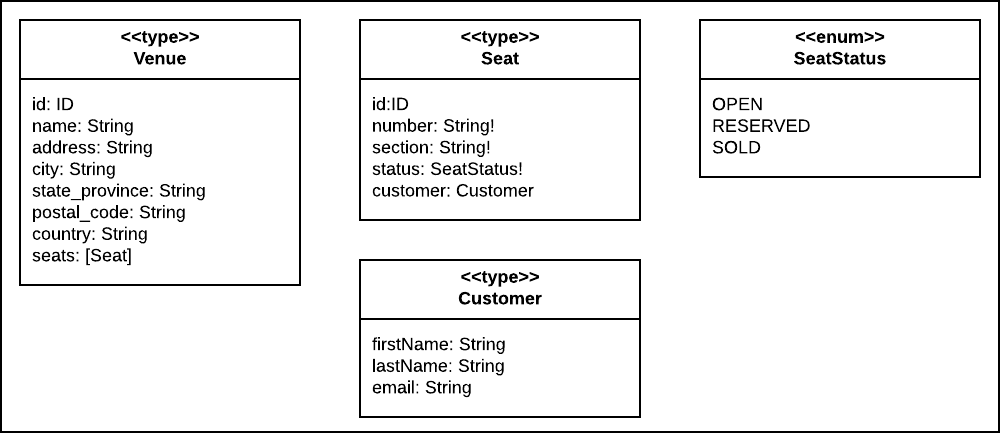 <<type>>
Venue
id: ID
name: String
address: String
city: String
state_province: String
postal_code: String
country: String
seats: [Seat]
<<type>>
Seat
id:ID
number: String!
section: String!
status: SeatStatus!
customer: Customer
<<enum>>
SeatStatus
OPEN
RESERVED
SOLD
<<type>>
Customer
firstName: String
lastName: String
email: String